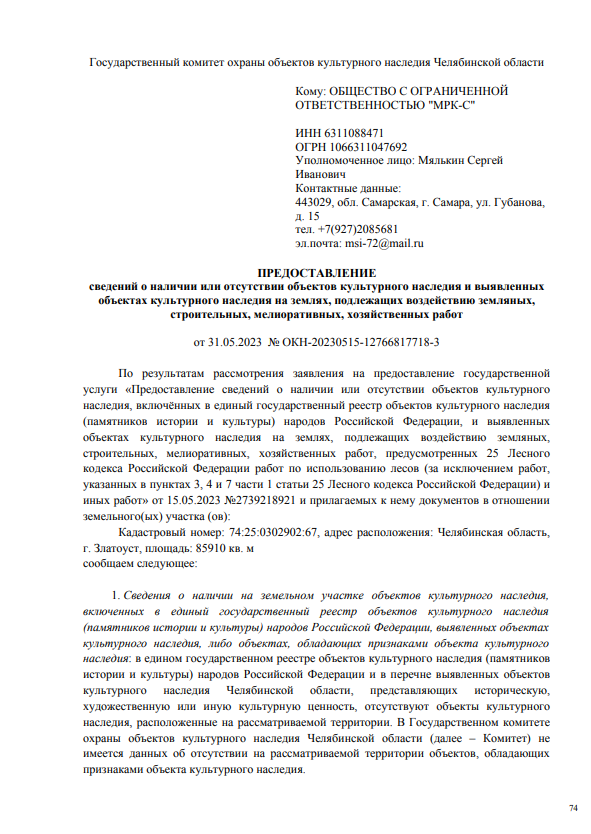 Государственный комитет охраны объектов культурного наследия Челябинской области
Кому: ОБЩЕСТВО С ОГРАНИЧЕННОЙ
ОТВЕТСТВЕННОСТЬЮ "МРК-С"
ИНН 6311088471
ОГРН 1066311047692
Уполномоченное лицо: Мялькин Сергей
Иванович
Контактные данные:
443029, обл. Самарская, г. Самара, ул. Губанова,
д. 15
тел. +7(927)2085681
эл.почта: msi-72@mail.ru
ПРЕДОСТАВЛЕНИЕ
сведений о наличии или отсутствии объектов культурного наследия и выявленных
объектах культурного наследия на землях, подлежащих воздействию земляных,
строительных, мелиоративных, хозяйственных работ
от 31.05.2023 № ОКН-20230515-12766817718-3
По результатам рассмотрения заявления на предоставление государственной
услуги «Предоставление сведений о наличии или отсутствии объектов культурного
наследия, включённых в единый государственный реестр объектов культурного наследия
(памятников истории и культуры) народов Российской Федерации, и выявленных
объектах культурного наследия на землях, подлежащих воздействию земляных,
строительных, мелиоративных, хозяйственных работ, предусмотренных 25 Лесного
кодекса Российской Федерации работ по использованию лесов (за исключением работ,
указанных в пунктах 3, 4 и 7 части 1 статьи 25 Лесного кодекса Российской Федерации) и
иных работ» от 15.05.2023 №2739218921 и прилагаемых к нему документов в отношении
земельного(ых) участка (ов):
Кадастровый номер: 74:25:0302902:67, адрес расположения: Челябинская область,
г. Златоуст, площадь: 85910 кв. м
сообщаем следующее:
1. Сведения о наличии на земельном участке объектов культурного наследия,
включенных в единый государственный реестр объектов культурного наследия
(памятников истории и культуры) народов Российской Федерации, выявленных объектах
культурного наследия, либо объектах, обладающих признаками объекта культурного
наследия: в едином государственном реестре объектов культурного наследия (памятников
истории и культуры) народов Российской Федерации и в перечне выявленных объектов
культурного наследия Челябинской области, представляющих историческую,
художественную или иную культурную ценность, отсутствуют объекты культурного
наследия, расположенные на рассматриваемой территории. В Государственном комитете
охраны объектов культурного наследия Челябинской области (далее – Комитет) не
имеется данных об отсутствии на рассматриваемой территории объектов, обладающих
признаками объекта культурного наследия.
74